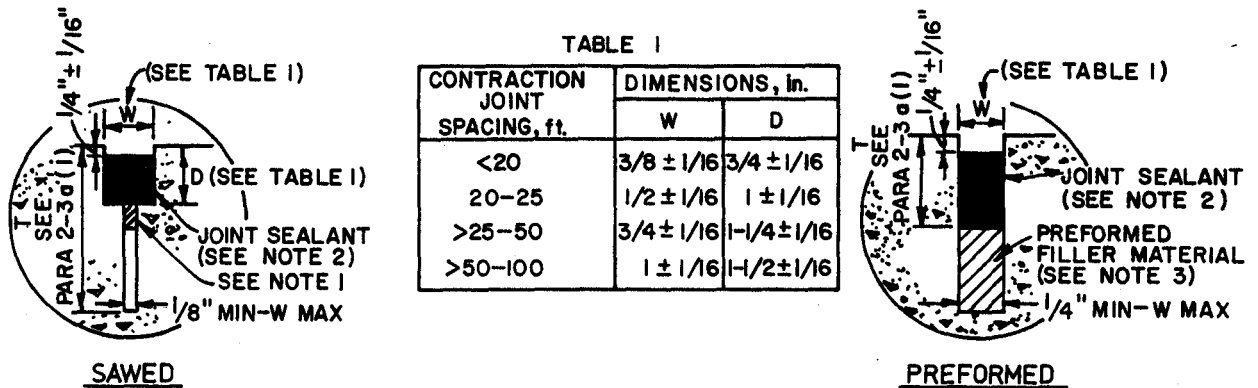 1/4" ± 1/16"
(SEE TABLE 1)
W
T
SEE
PARA 2-3a(1)
D (SEE TABLE 1)
JOINT SEALANT
(SEE NOTE 2)
SEE NOTE 1
1/8" MIN-W MAX
SAWED
TABLE 1
CONTRACTION JOINT SPACING, ft. DIMENSIONS, in.
W D
<20 3/8 ± 1/16 3/4 ± 1/16
20-25 1/2 ± 1/16 1 ± 1/16
>25-50 3/4 ± 1/16 1-1/4 ± 1/16
>50-100 1 ± 1/16 1-1/2 ± 1/16
1/4" ± 1/16"
(SEE TABLE 1)
W
T
SEE
PARA 2-3a(1)
JOINT SEALANT
(SEE NOTE 2)
PREFORMED
FILLER MATERIAL
(SEE NOTE 3)
1/4" MIN-W MAX
PREFORMED